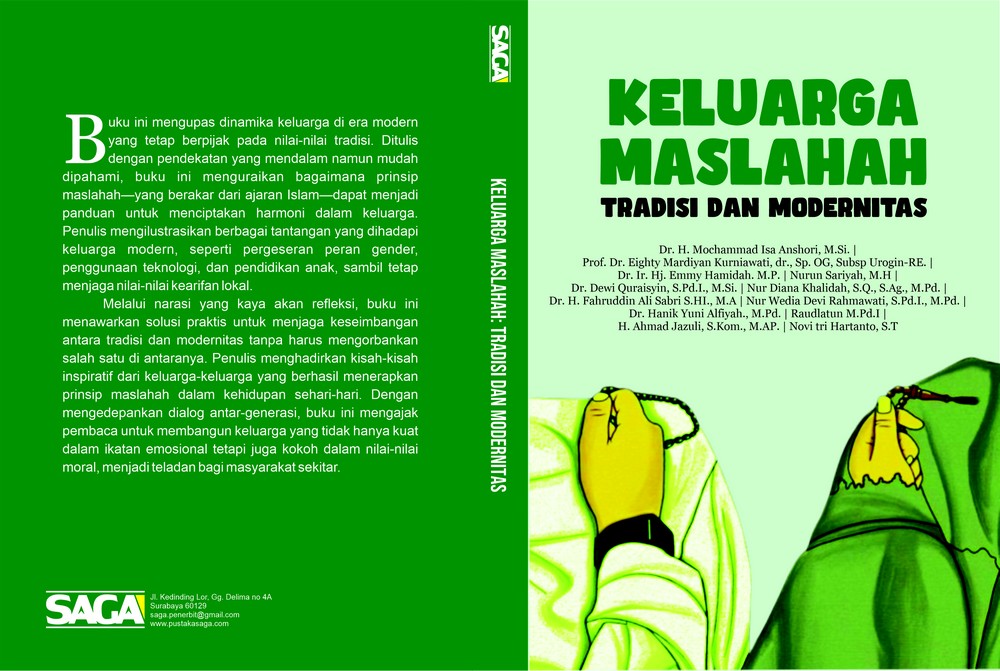 Buku ini mengupas dinamika keluarga di era modern
yang tetap berpijak pada nilai-nilai tradisi. Ditulis
dengan pendekatan yang mendalam namun mudah
dipahami, buku ini menguraikan bagaimana prinsip
maslahah—yang berakar dari ajaran Islam—dapat menjadi
panduan untuk menciptakan harmoni dalam keluarga.
Penulis mengilustrasikan berbagai tantangan yang dihadapi
keluarga modern, seperti pergeseran peran gender,
penggunaan teknologi, dan pendidikan anak, sambil tetap
menjaga nilai-nilai kearifan lokal.
Melalui narasi yang kaya akan refleksi, buku ini
menawarkan solusi praktis untuk menjaga keseimbangan
antara tradisi dan modernitas tanpa harus mengorbankan
salah satu di antaranya. Penulis menghadirkan kisah-kisah
inspiratif dari keluarga-keluarga yang berhasil menerapkan
prinsip maslahah dalam kehidupan sehari-hari. Dengan
mengedepankan dialog antar-generasi, buku ini mengajak
pembaca untuk membangun keluarga yang tidak hanya kuat
dalam ikatan emosional tetapi juga kokoh dalam nilai-nilai
moral, menjadi teladan bagi masyarakat sekitar.
SAGA
Jl. Kedinding Lor, Gg. Delima no 4A
Surabaya 60129
saga.penerbit@gmail.com
www.pustakasaga.com
SAGA
KELUARGA MASLAHAH: TRADISI DAN MODERNITAS
KELUARGA
MASLAHAH
TRADISI DAN MODERNITAS
Dr. H. Mochammad Isa Anshori, M.Si. |
Prof. Dr. Eighty Mardiyan Kurniawati, dr., Sp. OG, Subsp Urogin-RE. |
Dr. Ir. Hj. Emmy Hamidah. M.P. | Nurun Sariyah, M.H |
Dr. Dewi Quraisyin, S.Pd.I., M.Si. | Nur Diana Khalidah, S.Q., S.Ag., M.Pd. |
Dr. H. Fahruddin Ali Sabri S.HI., M.A | Nur Wedia Devi Rahmawati, S.Pd.I., M.Pd. |
Dr. Hanik Yuni Alfiyah., M.Pd. | Raudlatun M.Pd.I |
H. Ahmad Jazuli, S.Kom., M.AP. | Novi tri Hartanto, S.T